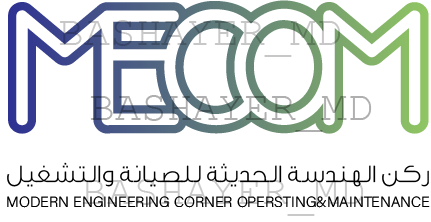 BASHAYER_MD
MECOM
BASHAYER_MD
ركن الهندسة الحديثة للصيانة والتشغيل
BASHAYER_MD
MODERN ENGINEERING CORNER OPERSTING&MAINTENANCE